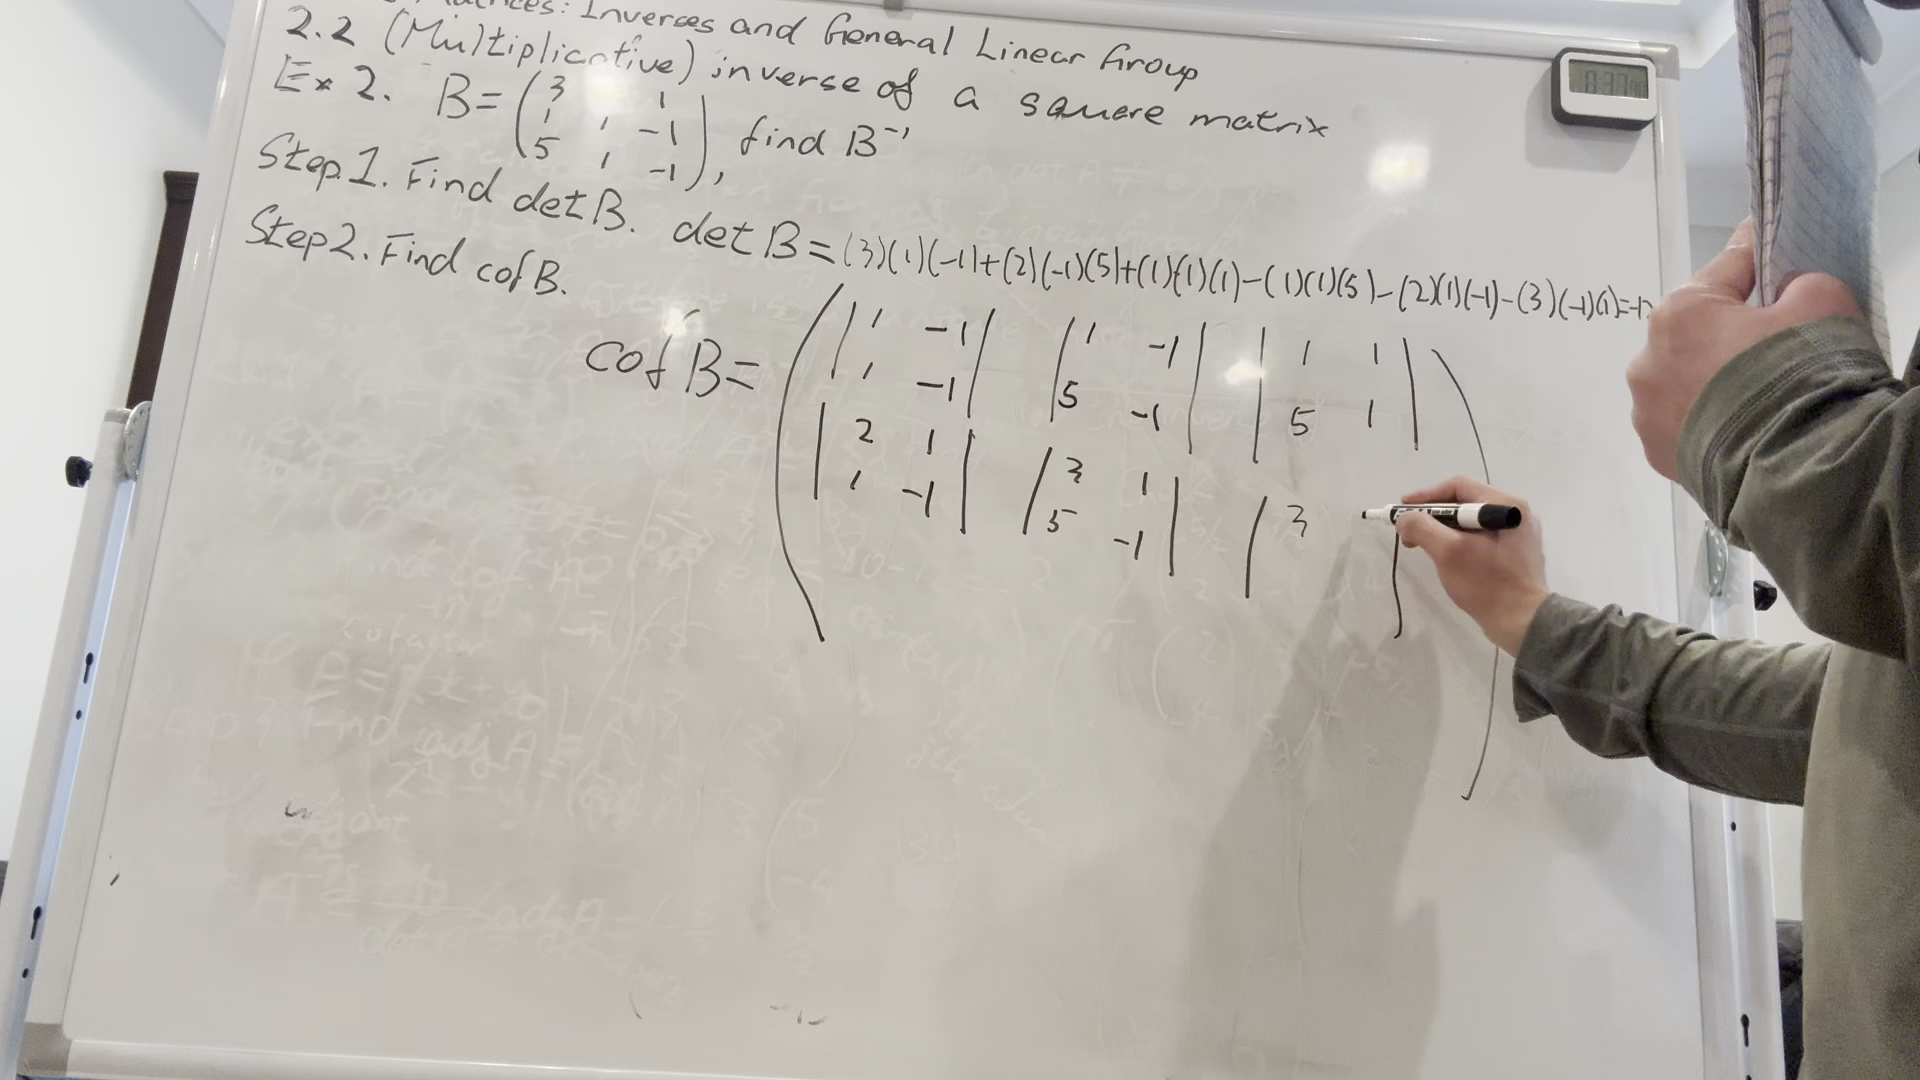 Matrices: Inverses and General Linear Group
2.2 (Multiplicative) inverse of a square matrix
Ex 2. B = (3 1
1 1 -1
5 1 -1), find B⁻¹
Step 1. Find det B. det B = (3)(1)(-1)+(2)(-1)(5)+(1)(1)(1)-(1)(1)(5)-(2)(1)(-1)-(3)(-1)(1)=-12
Step 2. Find cof B.
cof B = (|1 -1| |1 -1| |1 1|
|1 -1| |5 -1| |5 1|
|2 1| |3 1| |3
|1 -1| |5 -1|